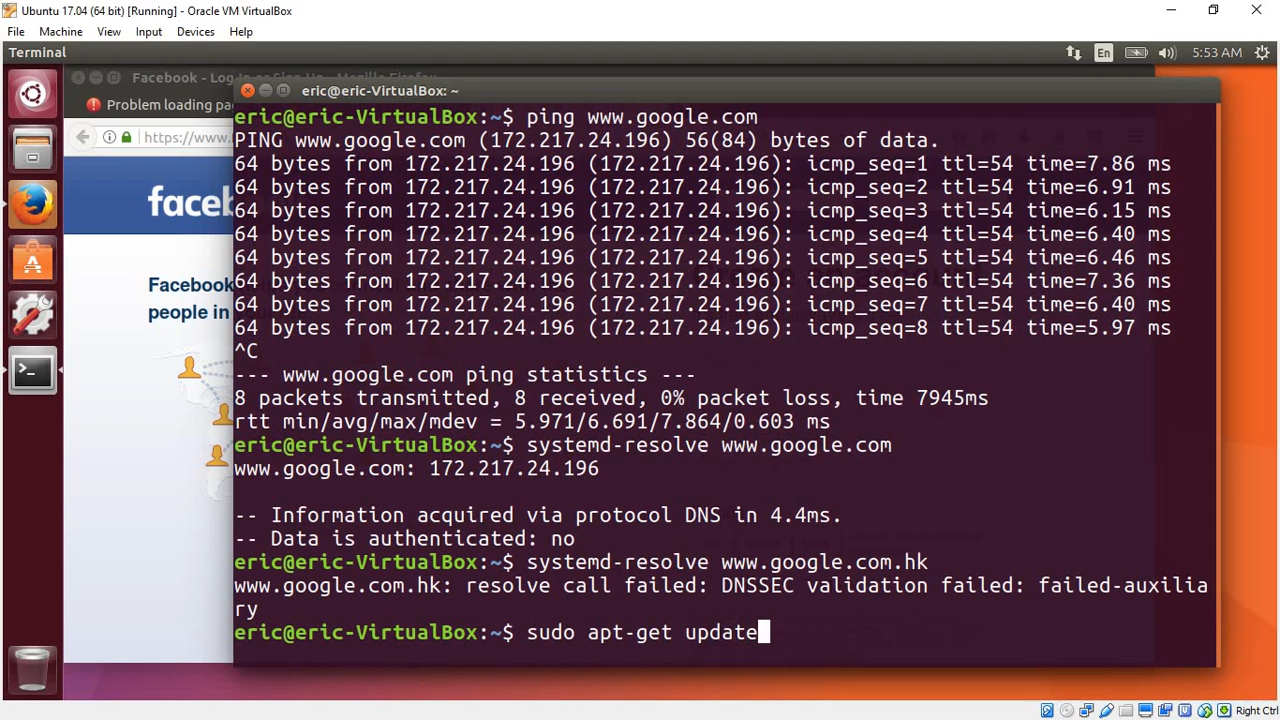 Ubuntu 17.04 (64 bit) [Running] - Oracle VM VirtualBox
File Machine View Input Devices Help
Terminal
En
5:53 AM
Facebook - Log In or Sign Up - Mozilla Firefox
eric@eric-VirtualBox: ~
Problem loading pa
https://www.
faceb
Facebook
people in
eric@eric-VirtualBox:~$ ping www.google.com
PING www.google.com (172.217.24.196) 56(84) bytes of data.
64 bytes from 172.217.24.196 (172.217.24.196): icmp_seq=1 ttl=54 time=7.86 ms
64 bytes from 172.217.24.196 (172.217.24.196): icmp_seq=2 ttl=54 time=6.91 ms
64 bytes from 172.217.24.196 (172.217.24.196): icmp_seq=3 ttl=54 time=6.15 ms
64 bytes from 172.217.24.196 (172.217.24.196): icmp_seq=4 ttl=54 time=6.40 ms
64 bytes from 172.217.24.196 (172.217.24.196): icmp_seq=5 ttl=54 time=6.46 ms
64 bytes from 172.217.24.196 (172.217.24.196): icmp_seq=6 ttl=54 time=7.36 ms
64 bytes from 172.217.24.196 (172.217.24.196): icmp_seq=7 ttl=54 time=6.40 ms
64 bytes from 172.217.24.196 (172.217.24.196): icmp_seq=8 ttl=54 time=5.97 ms
^C
--- www.google.com ping statistics ---
8 packets transmitted, 8 received, 0% packet loss, time 7945ms
rtt min/avg/max/mdev = 5.971/6.691/7.864/0.603 ms
eric@eric-VirtualBox:~$ systemd-resolve www.google.com
www.google.com: 172.217.24.196
-- Information acquired via protocol DNS in 4.4ms.
-- Data is authenticated: no
eric@eric-VirtualBox:~$ systemd-resolve www.google.com.hk
www.google.com.hk: resolve call failed: DNSSEC validation failed: failed-auxilia
ry
eric@eric-VirtualBox:~$ sudo apt-get update
Right Ctrl